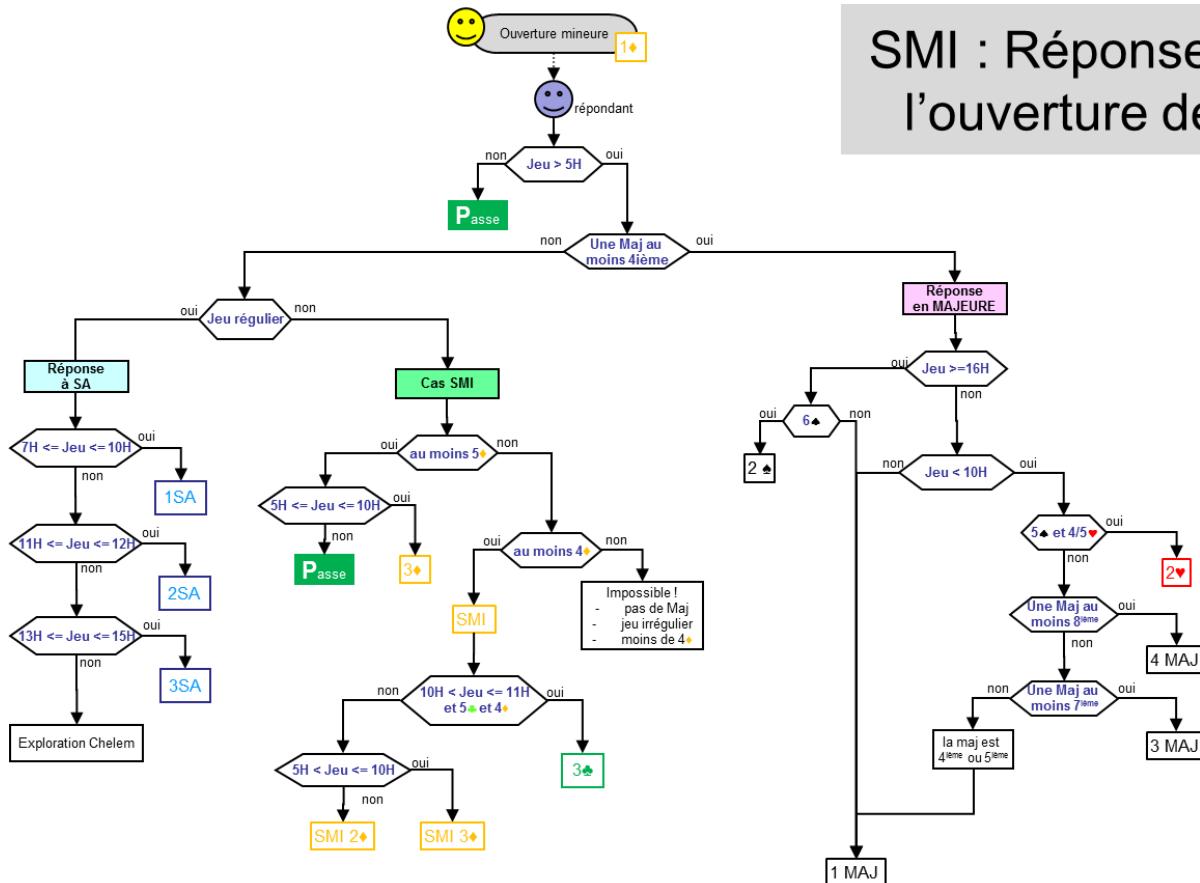 SMI : Réponse
l’ouverture de
Ouverture mineure
1♦
répondant
non
Jeu > 5H
oui
Passe
non
Une Maj au
moins 4ième
oui
oui
Jeu régulier
non
Réponse
en MAJEURE
Réponse
à SA
Cas SMI
oui
Jeu >=16H
non
7H <= Jeu <= 10H
oui
non
1SA
oui
au moins 5♦
non
oui
6♠
non
2 ♠
non
Jeu < 10H
oui
5H <= Jeu <= 10H
oui
non
Passe
3♦
11H <= Jeu <= 12H
oui
non
2SA
oui
au moins 4♦
non
5♠ et 4/5♥
oui
non
2♥
SMI
Impossible !
- pas de Maj
- jeu irrégulier
- moins de 4♦
13H <= Jeu <= 15H
oui
non
3SA
Une Maj au
moins 8ième
oui
non
4 MAJ
non
10H < Jeu <= 11H
et 5♣ et 4♦
oui
3♣
non
Une Maj au
moins 7ième
oui
3 MAJ
Exploration Chelem
la maj est
4ième ou 5ième
5H < Jeu <= 10H
oui
non
SMI 2♦
SMI 3♦
1 MAJ